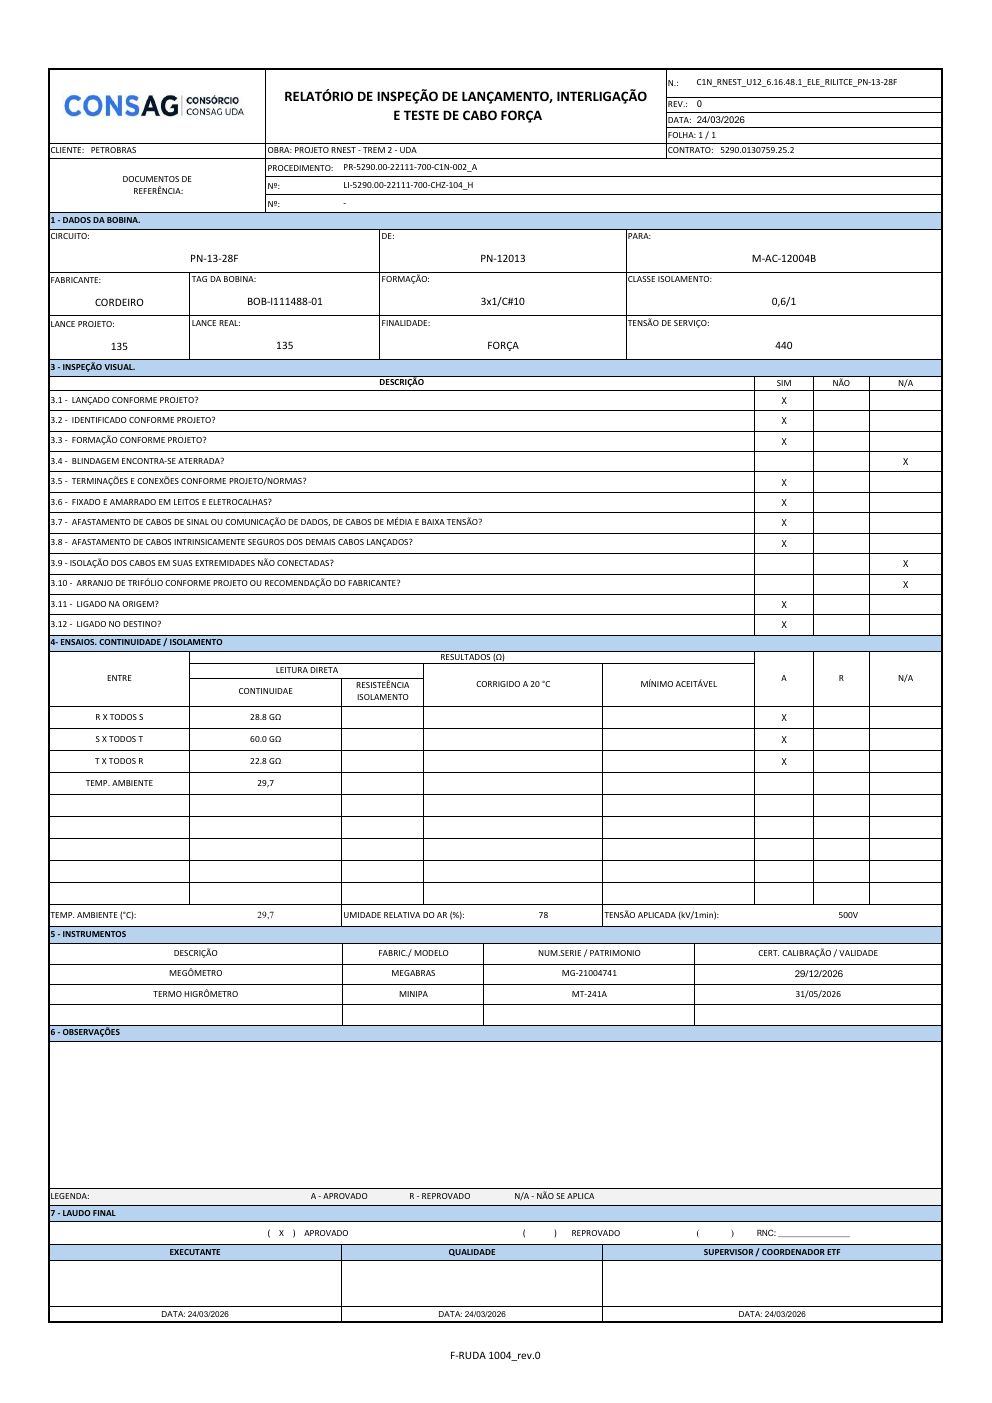 CONSAG CONSÓRCIO
CONSAG UDA
RELATÓRIO DE INSPEÇÃO DE LANÇAMENTO, INTERLIGAÇÃO
E TESTE DE CABO FORÇA
N.: C1N_RNEST_U12_6.16.48.1_ELE_RILITCE_PN-13-28F
REV.: 0
DATA: 24/03/2026
FOLHA: 1 / 1
CLIENTE: PETROBRAS OBRA: PROJETO RNEST - TREM 2 - UDA CONTRATO: 5290.0130759.25.2
DOCUMENTOS DE
REFERÊNCIA:
PROCEDIMENTO: PR-5290.00-22111-700-C1N-002_A
Nº: LI-5290.00-22111-700-CHZ-104_H
Nº: -
1 - DADOS DA BOBINA.
CIRCUITO: DE: PARA:
PN-13-28F PN-12013 M-AC-12004B
FABRICANTE: TAG DA BOBINA: FORMAÇÃO: CLASSE ISOLAMENTO:
CORDEIRO BOB-I111488-01 3x1/C#10 0,6/1
LANCE PROJETO: LANCE REAL: FINALIDADE: TENSÃO DE SERVIÇO:
135 135 FORÇA 440
3 - INSPEÇÃO VISUAL.
DESCRIÇÃO SIM NÃO N/A
3.1 - LANÇADO CONFORME PROJETO? X
3.2 - IDENTIFICADO CONFORME PROJETO? X
3.3 - FORMAÇÃO CONFORME PROJETO? X
3.4 - BLINDAGEM ENCONTRA-SE ATERRADA? X
3.5 - TERMINAÇÕES E CONEXÕES CONFORME PROJETO/NORMAS? X
3.6 - FIXADO E AMARRADO EM LEITOS E ELETROCALHAS? X
3.7 - AFASTAMENTO DE CABOS DE SINAL OU COMUNICAÇÃO DE DADOS, DE CABOS DE MÉDIA E BAIXA TENSÃO? X
3.8 - AFASTAMENTO DE CABOS INTRINSICAMENTE SEGUROS DOS DEMAIS CABOS LANÇADOS? X
3.9 - ISOLAÇÃO DOS CABOS EM SUAS EXTREMIDADES NÃO CONECTADAS? X
3.10 - ARRANJO DE TRIFÓLIO CONFORME PROJETO OU RECOMENDAÇÃO DO FABRICANTE? X
3.11 - LIGADO NA ORIGEM? X
3.12 - LIGADO NO DESTINO? X
4- ENSAIOS. CONTINUIDADE / ISOLAMENTO
ENTRE RESULTADOS (Ω) A R N/A
LEITURA DIRETA CORRIGIDO A 20 °C MÍNIMO ACEITÁVEL
CONTINUIDAE RESISTEÊNCIA
ISOLAMENTO
R X TODOS S 28.8 GΩ X
S X TODOS T 60.0 GΩ X
T X TODOS R 22.8 GΩ X
TEMP. AMBIENTE 29,7
TEMP. AMBIENTE (°C): 29,7 UMIDADE RELATIVA DO AR (%): 78 TENSÃO APLICADA (kV/1min): 500V
5 - INSTRUMENTOS
DESCRIÇÃO FABRIC./ MODELO NUM.SERIE / PATRIMONIO CERT. CALIBRAÇÃO / VALIDADE
MEGÔMETRO MEGABRAS MG-21004741 29/12/2026
TERMO HIGRÔMETRO MINIPA MT-241A 31/05/2026
6 - OBSERVAÇÕES
LEGENDA: A - APROVADO R - REPROVADO N/A - NÃO SE APLICA
7 - LAUDO FINAL
( X ) APROVADO ( ) REPROVADO ( ) RNC: ________________
EXECUTANTE QUALIDADE SUPERVISOR / COORDENADOR ETF
DATA: 24/03/2026 DATA: 24/03/2026 DATA: 24/03/2026
F-RUDA 1004_rev.0